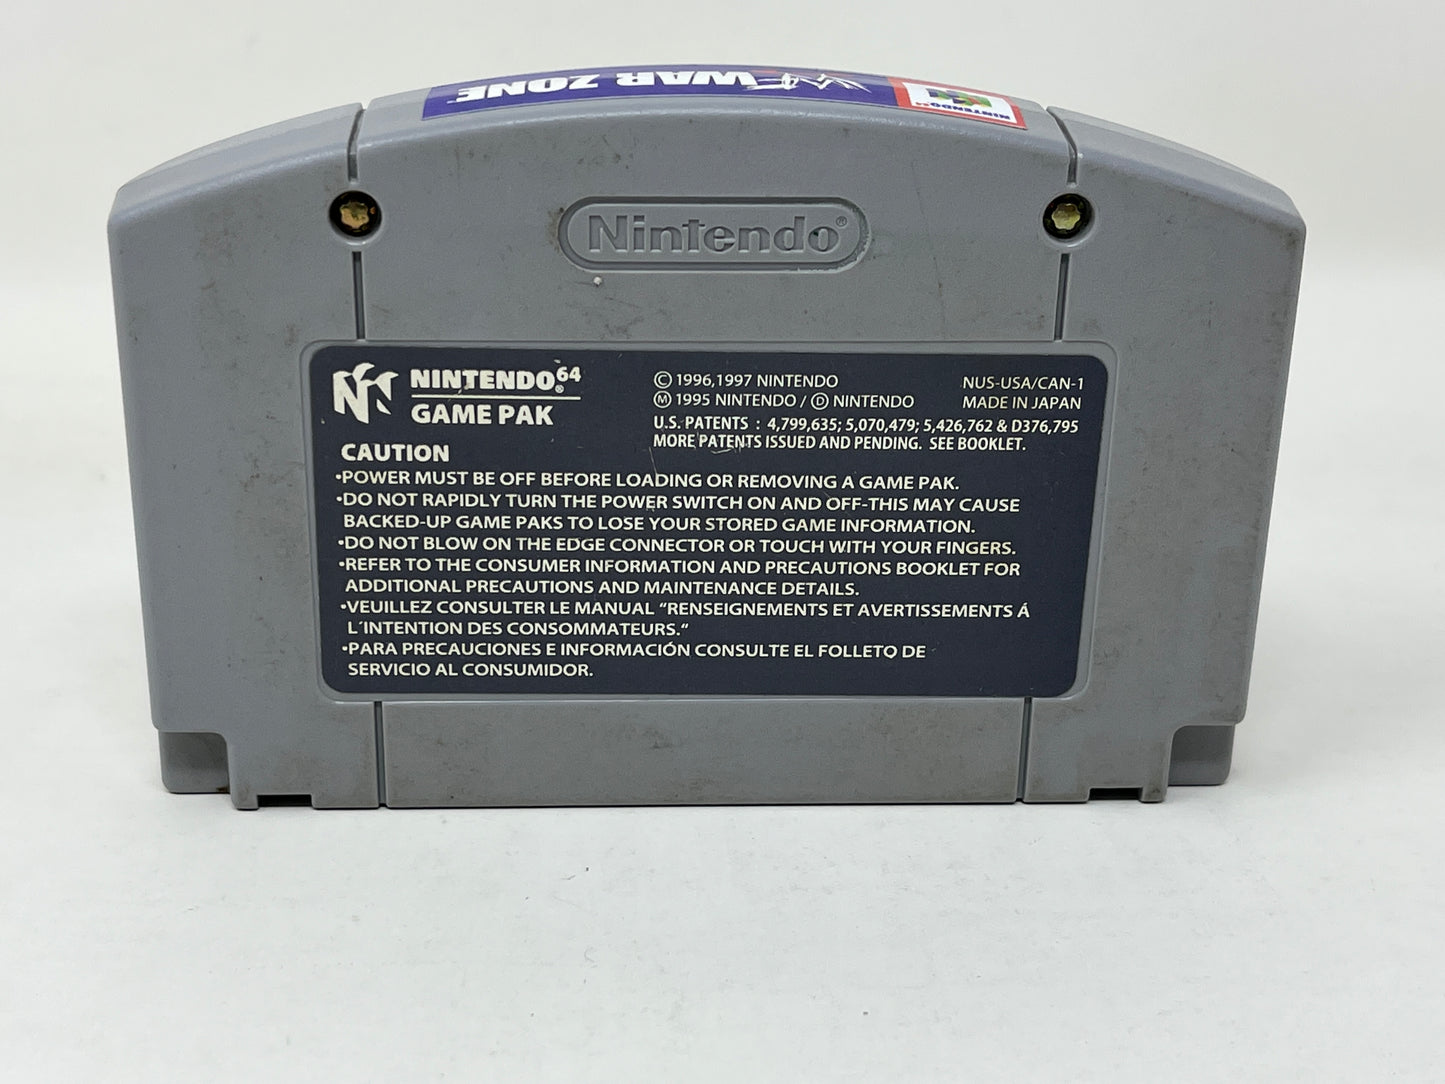 WF WAR ZONE™
NINTENDO 64
Nintendo®
NINTENDO 64®
GAME PAK
© 1996,1997 NINTENDO
Ⓜ 1995 NINTENDO / Ⓓ NINTENDO
NUS-USA/CAN-1
MADE IN JAPAN
U.S. PATENTS : 4,799,635; 5,070,479; 5,426,762 & D376,795
MORE PATENTS ISSUED AND PENDING. SEE BOOKLET.
CAUTION
•POWER MUST BE OFF BEFORE LOADING OR REMOVING A GAME PAK.
•DO NOT RAPIDLY TURN THE POWER SWITCH ON AND OFF-THIS MAY CAUSE
BACKED-UP GAME PAKS TO LOSE YOUR STORED GAME INFORMATION.
•DO NOT BLOW ON THE EDGE CONNECTOR OR TOUCH WITH YOUR FINGERS.
•REFER TO THE CONSUMER INFORMATION AND PRECAUTIONS BOOKLET FOR
ADDITIONAL PRECAUTIONS AND MAINTENANCE DETAILS.
•VEUILLEZ CONSULTER LE MANUAL "RENSEIGNEMENTS ET AVERTISSEMENTS Á
L'INTENTION DES CONSOMMATEURS."
•PARA PRECAUCIONES E INFORMACIÓN CONSULTE EL FOLLETO DE
SERVICIO AL CONSUMIDOR.